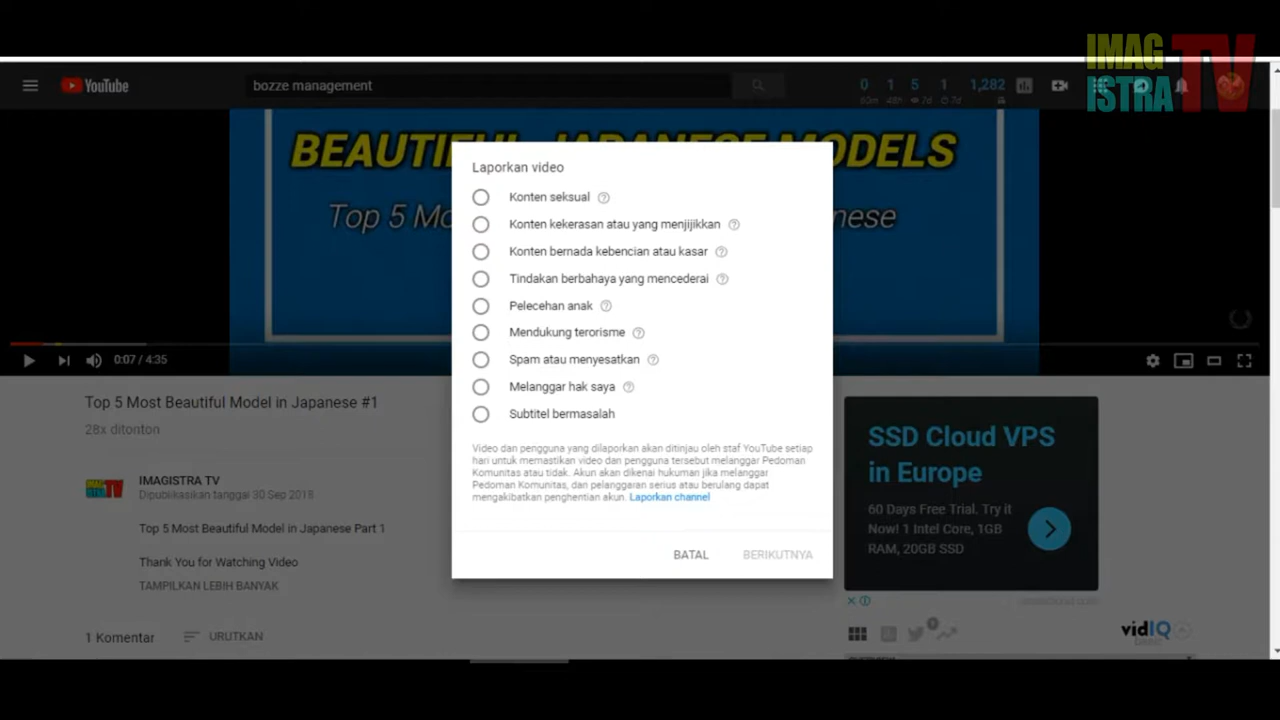 IMAG
ISTRA TV
YouTube
bozze management
0 1 5 1 1,282
60m 48h 7d 7d
BEAUTIFUL JAPANESE MODELS
Top 5 Mo
nese
Laporkan video
Konten seksual
Konten kekerasan atau yang menjijikkan
Konten bernada kebencian atau kasar
Tindakan berbahaya yang mencederai
Pelecehan anak
Mendukung terorisme
Spam atau menyesatkan
Melanggar hak saya
Subtitel bermasalah
Video dan pengguna yang dilaporkan akan ditinjau oleh staf YouTube setiap
hari untuk memastikan video dan pengguna tersebut melanggar Pedoman
Komunitas atau tidak. Akun akan dikenai hukuman jika melanggar
Pedoman Komunitas, dan pelanggaran serius atau berulang dapat
mengakibatkan penghentian akun. Laporkan channel
BATAL BERIKUTNYA
0:07 / 4:35
Top 5 Most Beautiful Model in Japanese #1
28x ditonton
IMAGISTRA TV
Dipublikasikan tanggal 30 Sep 2018
Top 5 Most Beautiful Model in Japanese Part 1
Thank You for Watching Video
TAMPILKAN LEBIH BANYAK
1 Komentar URUTKAN
SSD Cloud VPS
in Europe
60 Days Free Trial. Try it
Now! 1 Intel Core, 1GB
RAM, 20GB SSD
vidIQ